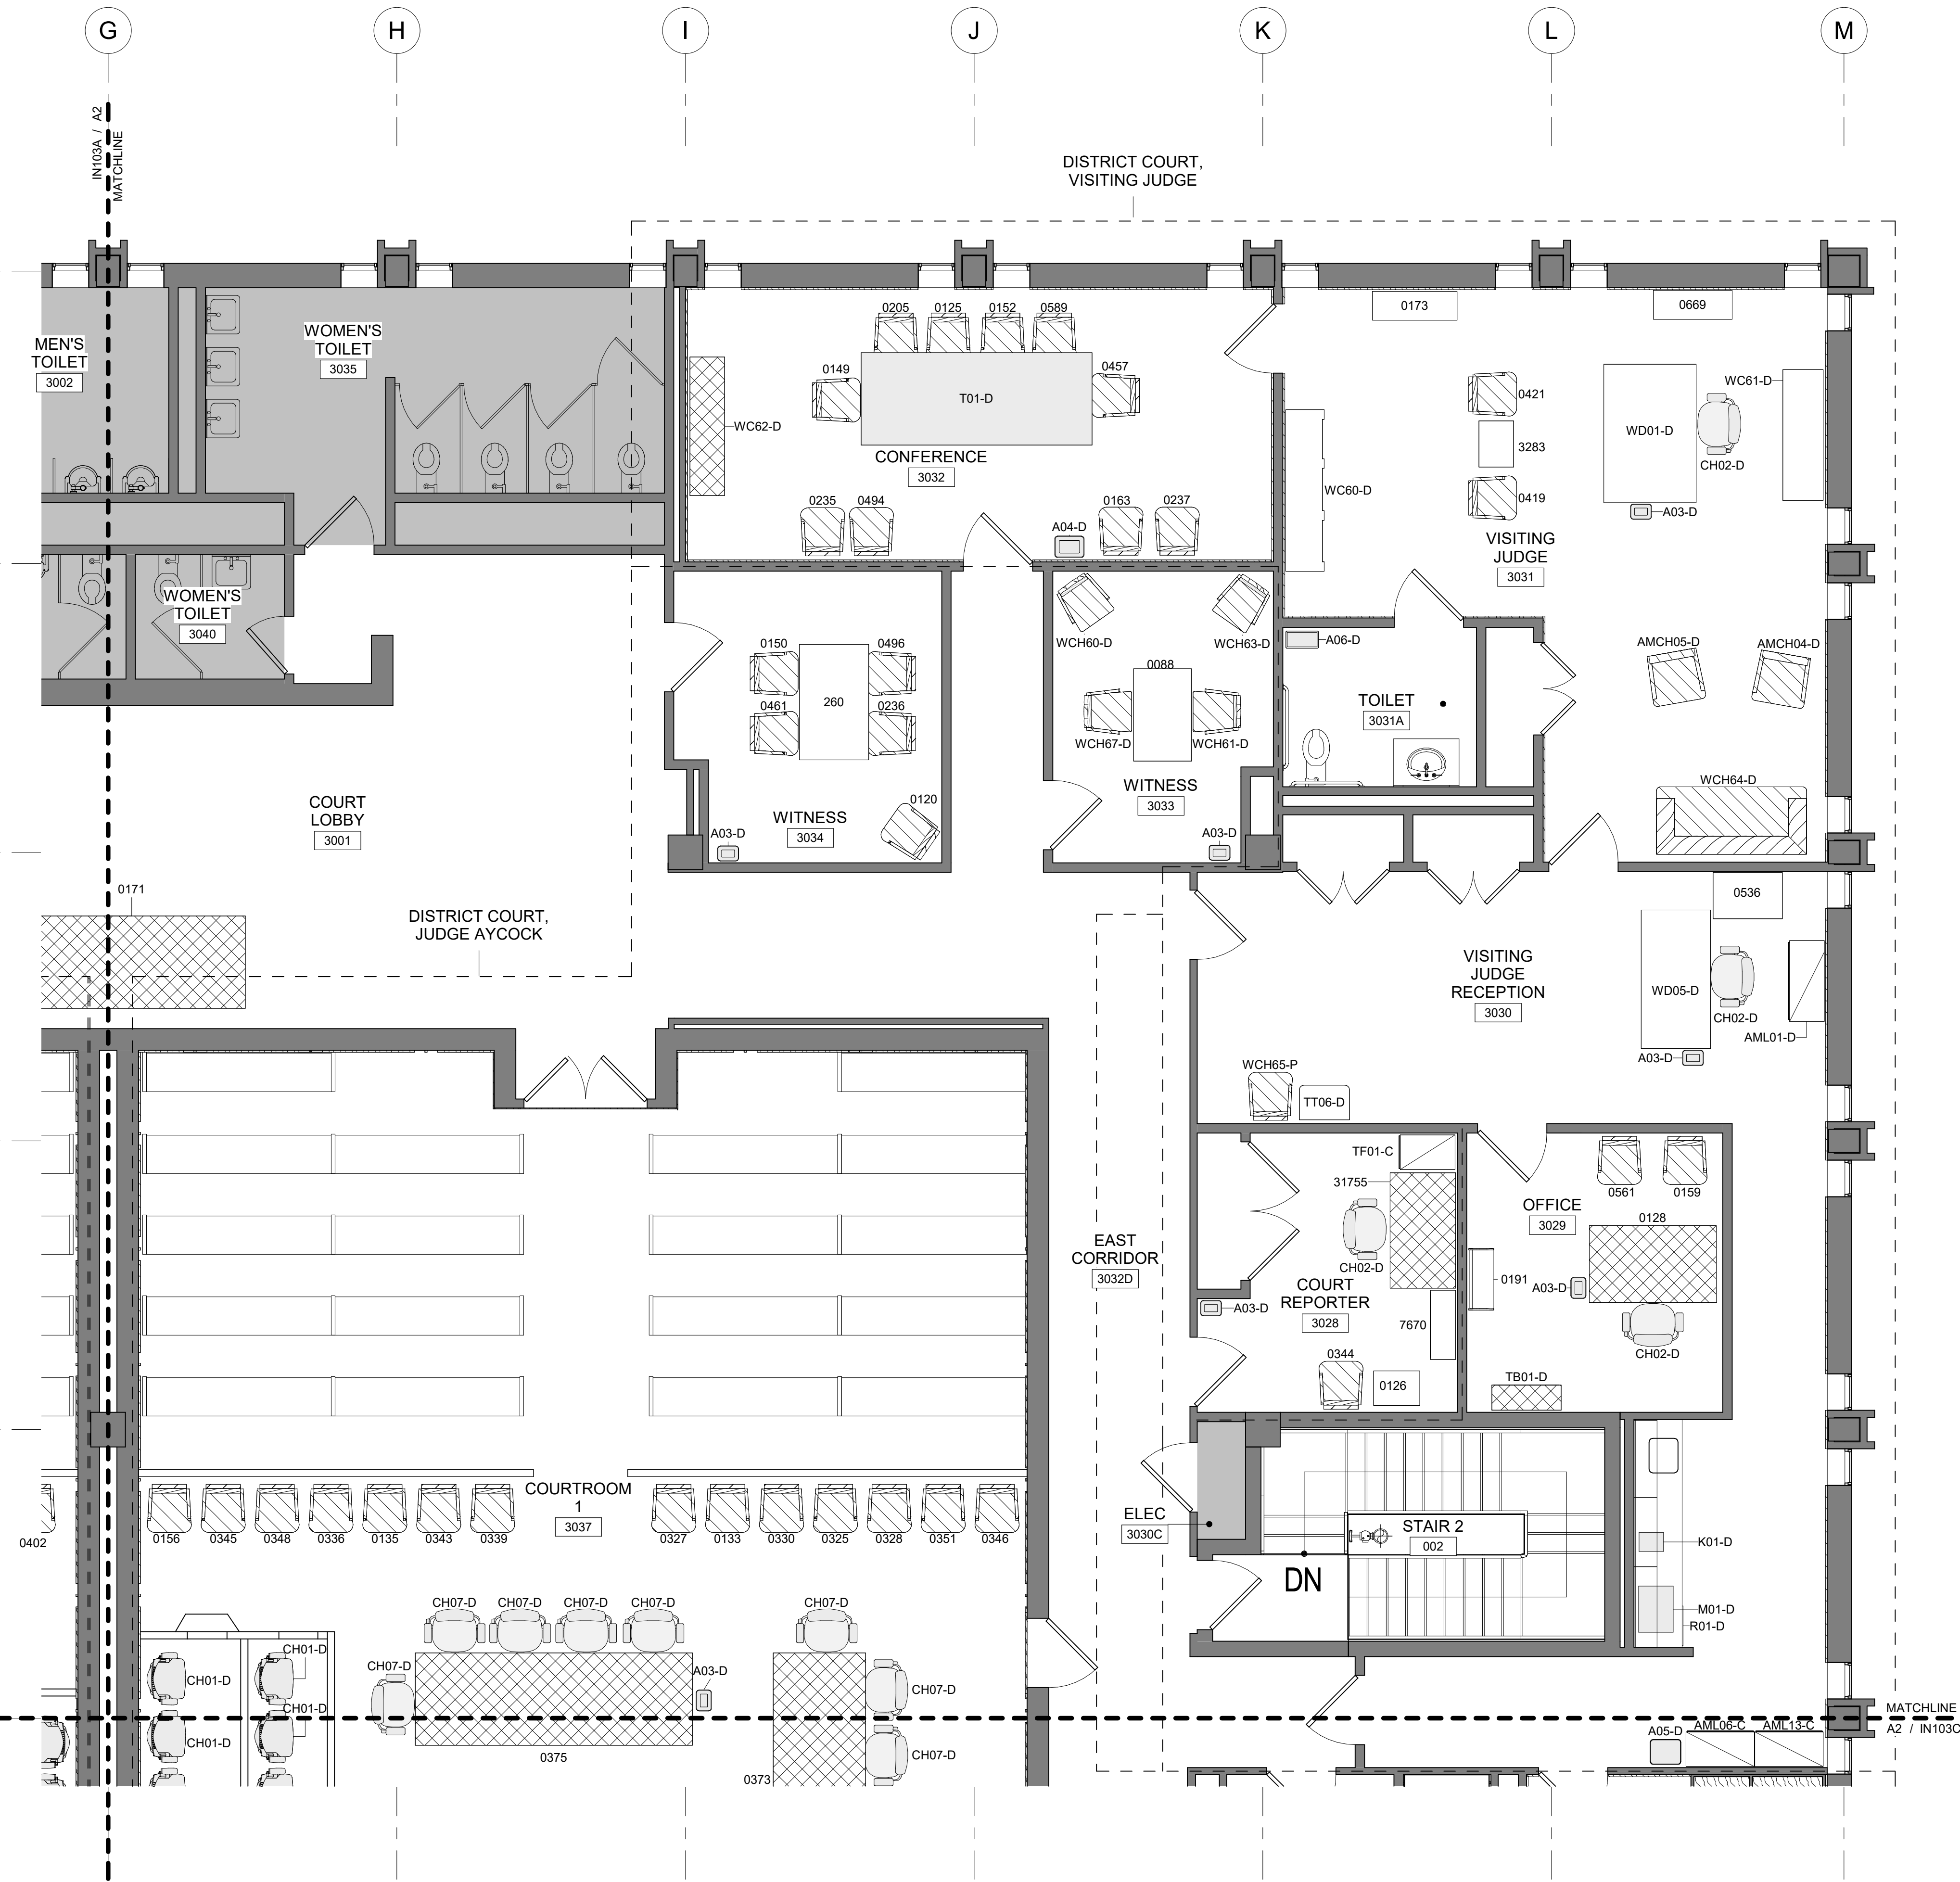 G
H
I
J
K
L
M
IN103A / A2
MATCHLINE
DISTRICT COURT,
VISITING JUDGE
MEN'S
TOILET
3002
WOMEN'S
TOILET
3035
0205
0125
0152
0589
0149
0457
T01-D
WC62-D
CONFERENCE
3032
0235
0494
A04-D
0163
0237
0173
0669
0421
3283
0419
WC60-D
WD01-D
WC61-D
CH02-D
A03-D
VISITING
JUDGE
3031
WOMEN'S
TOILET
3040
0150
0496
260
0461
0236
0120
A03-D
WITNESS
3034
WCH60-D
WCH63-D
0088
WCH67-D
WCH61-D
WITNESS
3033
A03-D
A06-D
TOILET
3031A
AMCH05-D
AMCH04-D
WCH64-D
COURT
LOBBY
3001
0171
DISTRICT COURT,
JUDGE AYCOCK
0536
VISITING
JUDGE
RECEPTION
3030
WD05-D
CH02-D
AML01-D
A03-D
WCH65-P
TT06-D
TF01-C
31755
CH02-D
COURT
REPORTER
3028
A03-D
7670
0344
0126
0561
0159
OFFICE
3029
0128
0191
A03-D
CH02-D
TB01-D
EAST
CORRIDOR
3032D
COURTROOM
1
3037
0402
0156
0345
0348
0336
0135
0343
0339
0327
0133
0330
0325
0328
0351
0346
ELEC
3030C
STAIR 2
002
DN
K01-D
M01-D
R01-D
CH07-D
CH07-D
CH07-D
CH07-D
CH07-D
CH01-D
CH01-D
CH07-D
A03-D
CH07-D
CH01-D
CH01-D
CH07-D
0375
0373
A05-D
AML06-C
AML13-C
MATCHLINE
A2 / IN103C